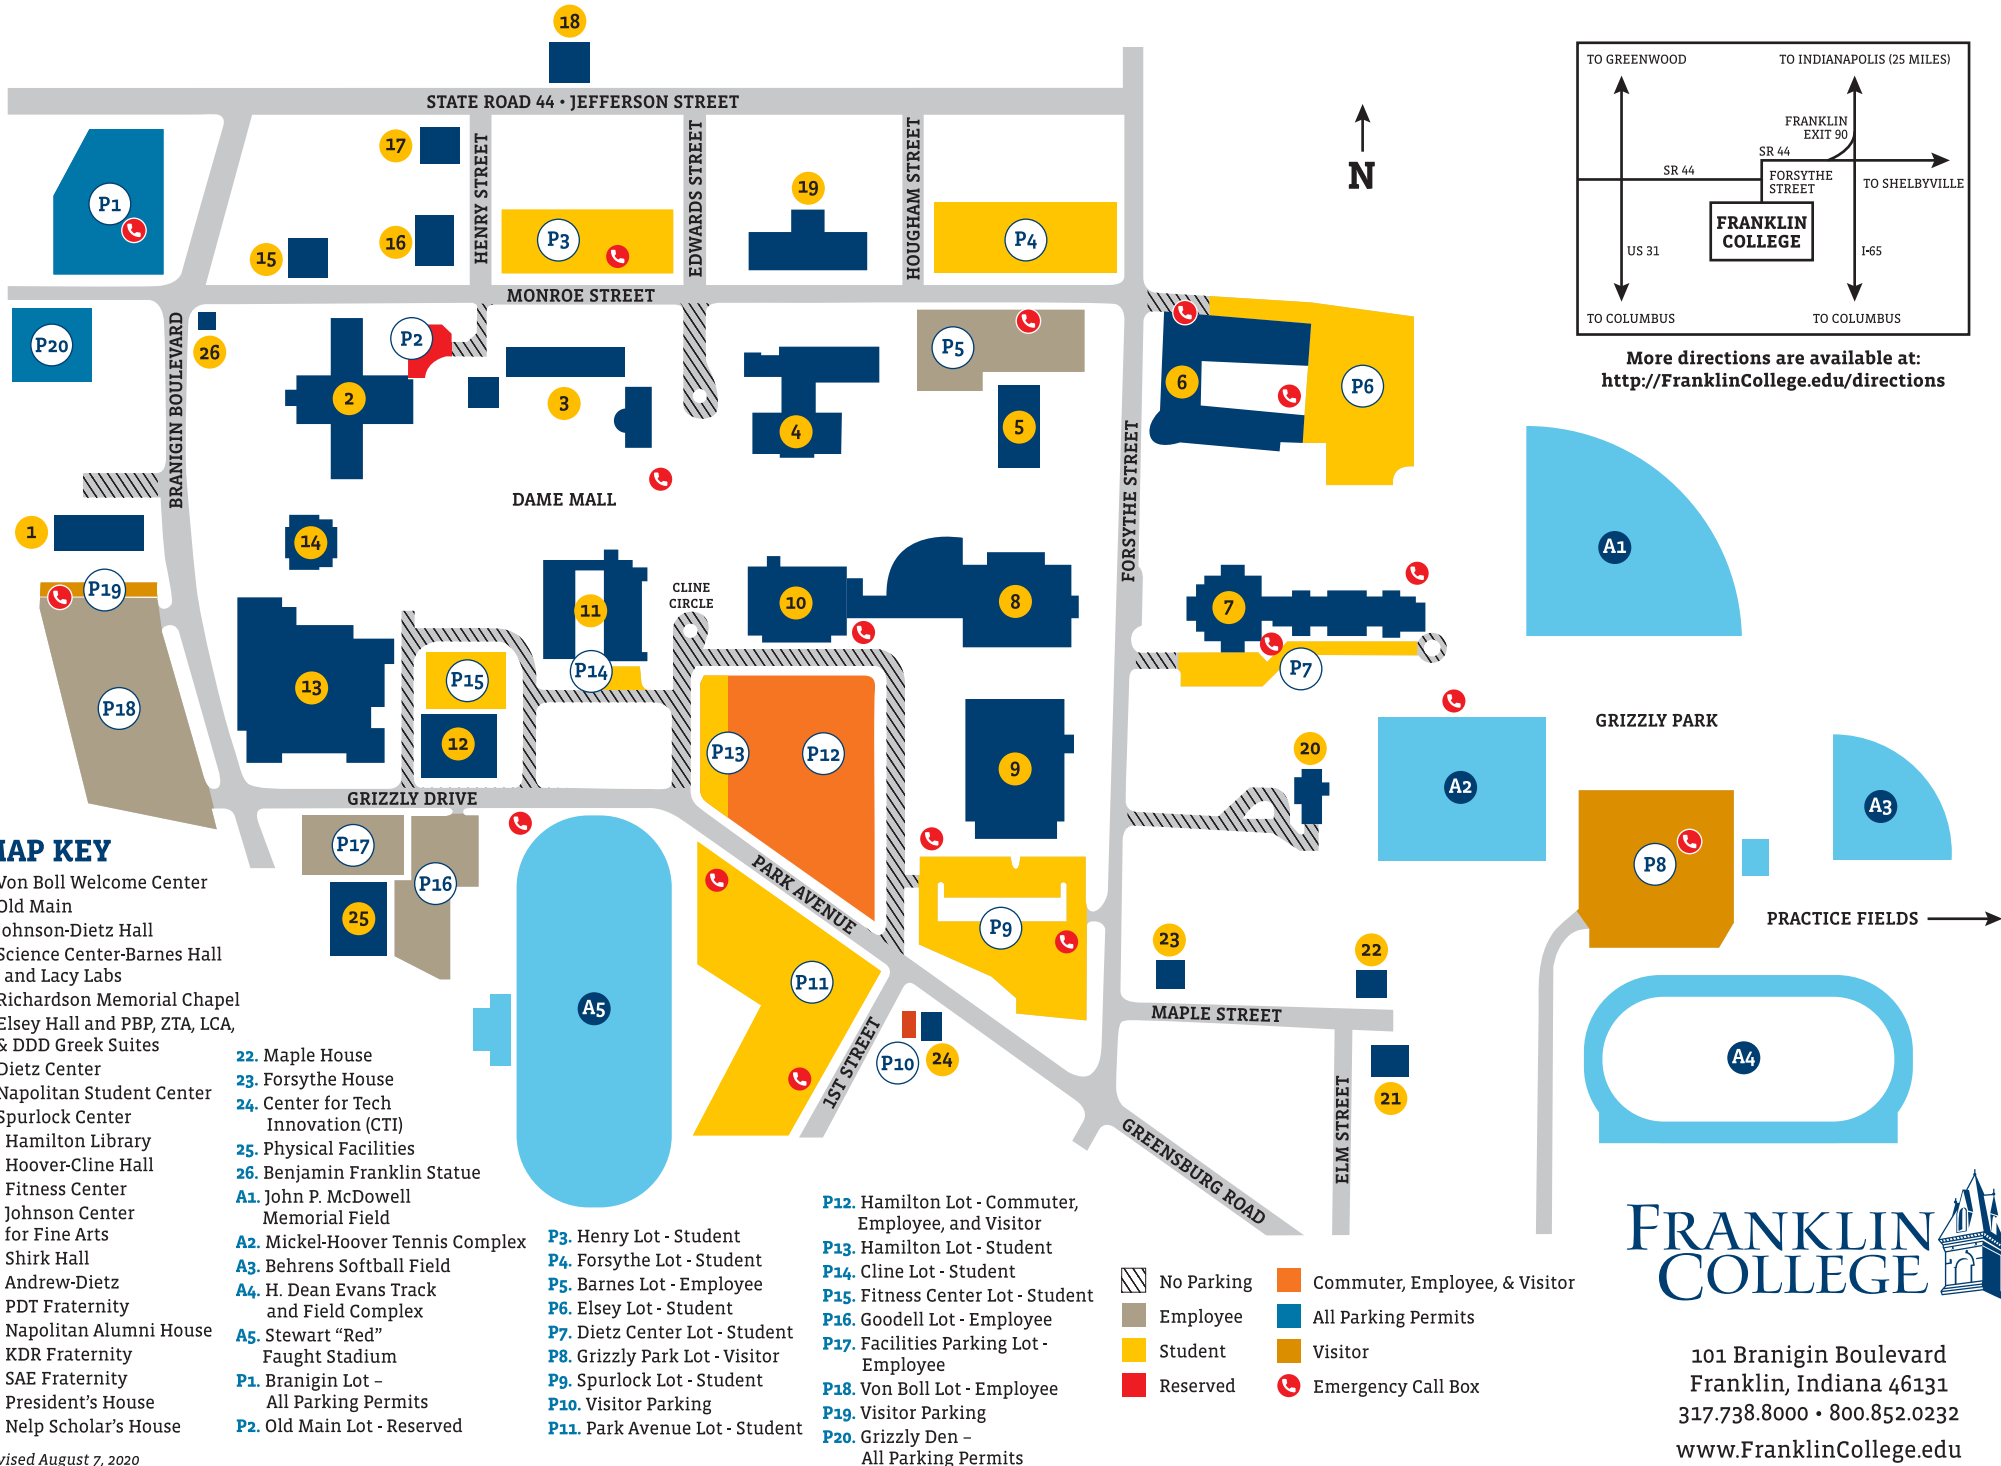 18
STATE ROAD 44 • JEFFERSON STREET
17
HENRY STREET
EDWARDS STREET
HOUGHAM STREET
19
P1
16
15
P3
P4
MONROE STREET
N
TO GREENWOOD
TO INDIANAPOLIS (25 MILES)
FRANKLIN
EXIT 90
SR 44
SR 44
FORSYTHE
STREET
TO SHELBYVILLE
FRANKLIN
COLLEGE
US 31
I-65
TO COLUMBUS
TO COLUMBUS
More directions are available at:
http://FranklinCollege.edu/directions
P20
26
BRANIGIN BOULEVARD
P2
2
3
4
P5
5
6
P6
FORSYTHE STREET
DAME MALL
1
14
P19
CLINE
CIRCLE
11
10
8
7
A1
P14
P7
P15
13
P18
12
P13
P12
9
20
A2
GRIZZLY PARK
A3
GRIZZLY DRIVE
P17
P16
25
PARK AVENUE
P8
P9
PRACTICE FIELDS
P11
A5
23
22
MAPLE STREET
1ST STREET
P10
24
21
A4
ELM STREET
GREENSBURG ROAD
MAP KEY
Von Boll Welcome Center
Old Main
Johnson-Dietz Hall
Science Center-Barnes Hall
and Lacy Labs
Richardson Memorial Chapel
Elsey Hall and PBP, ZTA, LCA,
& DDD Greek Suites
Dietz Center
Napolitan Student Center
Spurlock Center
Hamilton Library
Hoover-Cline Hall
Fitness Center
Johnson Center
for Fine Arts
Shirk Hall
Andrew-Dietz
PDT Fraternity
Napolitan Alumni House
KDR Fraternity
SAE Fraternity
President's House
Nelp Scholar's House
vised August 7, 2020
22. Maple House
23. Forsythe House
24. Center for Tech
Innovation (CTI)
25. Physical Facilities
26. Benjamin Franklin Statue
A1. John P. McDowell
Memorial Field
A2. Mickel-Hoover Tennis Complex
A3. Behrens Softball Field
A4. H. Dean Evans Track
and Field Complex
A5. Stewart “Red”
Faught Stadium
P1. Branigin Lot –
All Parking Permits
P2. Old Main Lot - Reserved
P3. Henry Lot - Student
P4. Forsythe Lot - Student
P5. Barnes Lot - Employee
P6. Elsey Lot - Student
P7. Dietz Center Lot - Student
P8. Grizzly Park Lot - Visitor
P9. Spurlock Lot - Student
P10. Visitor Parking
P11. Park Avenue Lot - Student
P12. Hamilton Lot - Commuter,
Employee, and Visitor
P13. Hamilton Lot - Student
P14. Cline Lot - Student
P15. Fitness Center Lot - Student
P16. Goodell Lot - Employee
P17. Facilities Parking Lot -
Employee
P18. Von Boll Lot - Employee
P19. Visitor Parking
P20. Grizzly Den –
All Parking Permits
No Parking
Employee
Student
Reserved
Commuter, Employee, & Visitor
All Parking Permits
Visitor
Emergency Call Box
FRANKLIN
COLLEGE
101 Branigin Boulevard
Franklin, Indiana 46131
317.738.8000 • 800.852.0232
www.FranklinCollege.edu